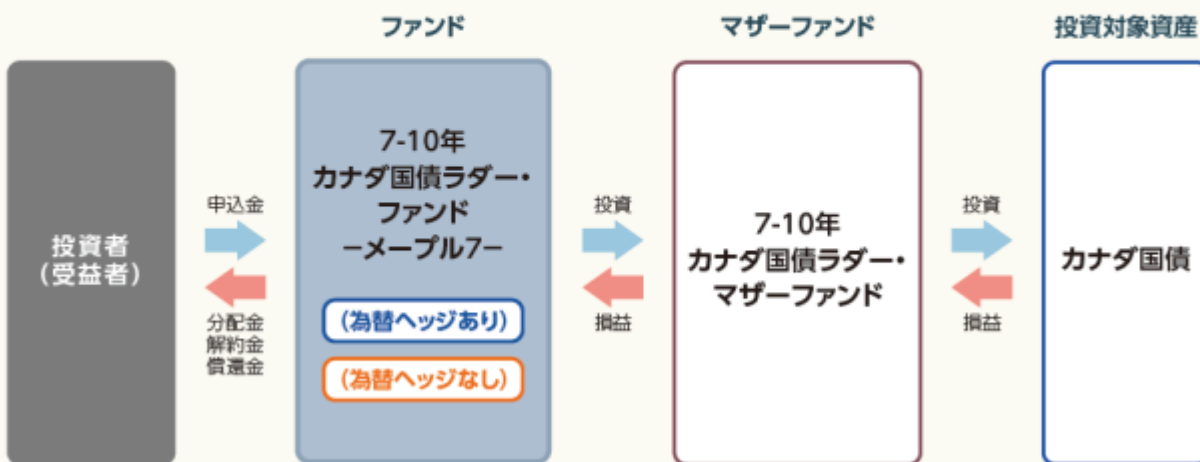 ファンド
マザーファンド
投資対象資産
投資者
(受益者)
申込金
分配金
解約金
償還金
7-10年
カナダ国債ラダー・
ファンド
ーメープル7ー
(為替ヘッジあり)
(為替ヘッジなし)
投資
損益
7-10年
カナダ国債ラダー・
マザーファンド
投資
損益
カナダ国債